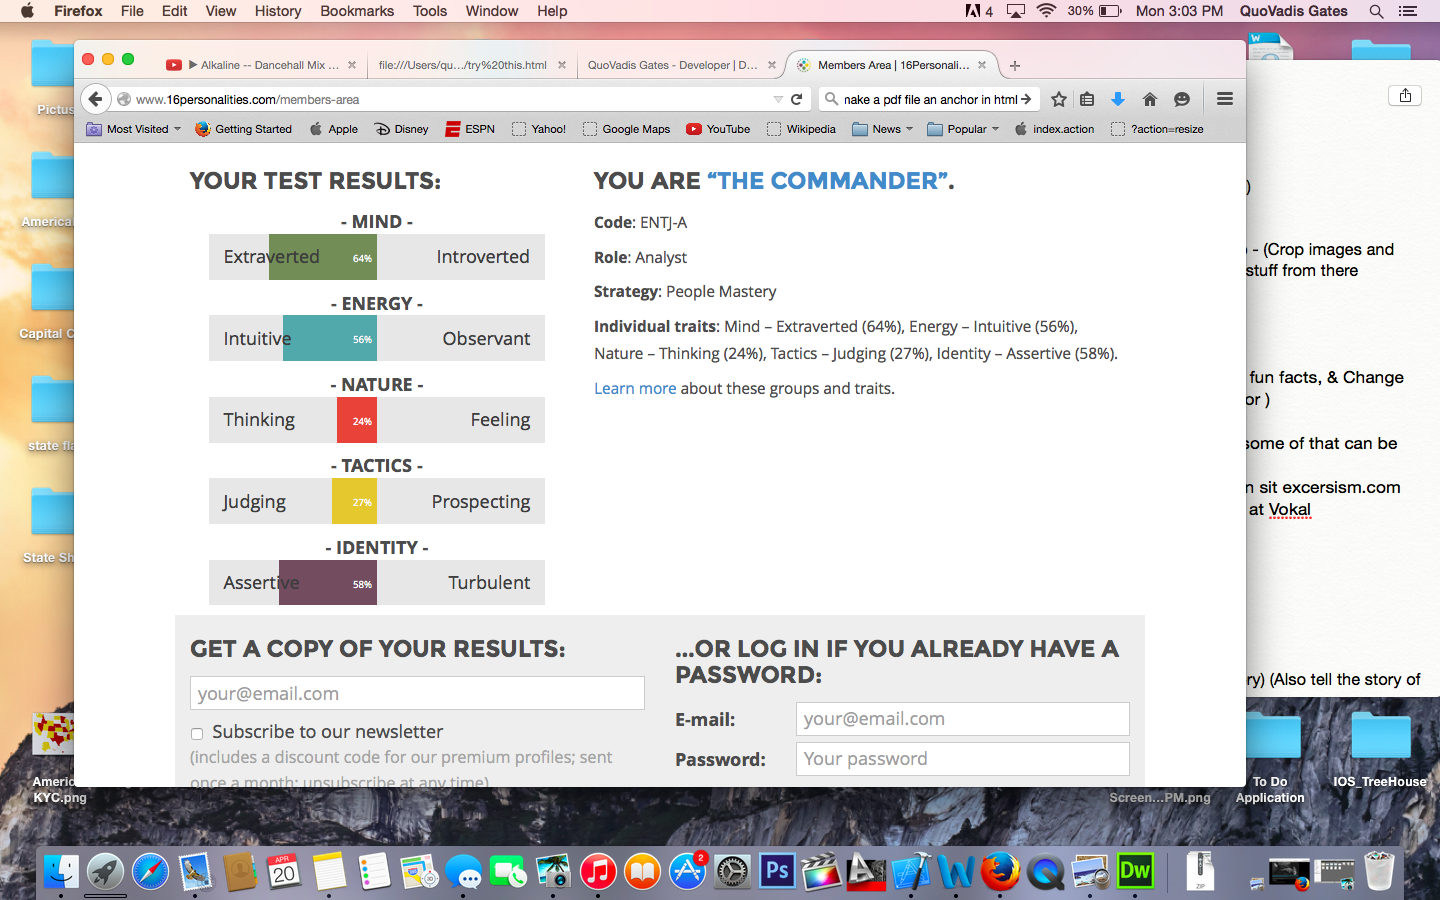 Firefox File Edit View History Bookmarks Tools Window Help 4 30% Mon 3:03 PM QuoVadis Gates
▶ Alkaline -- Dancehall Mix ... file:///Users/qu.../try%20this.html QuoVadis Gates - Developer | D... Members Area | 16Personali...
www.16personalities.com/members-area nake a pdf file an anchor in html
Most Visited Getting Started Apple Disney ESPN Yahoo! Google Maps YouTube Wikipedia News Popular index.action ?action=resize
YOUR TEST RESULTS:
- MIND -
Extraverted 64% Introverted
- ENERGY -
Intuitive 56% Observant
- NATURE -
Thinking 24% Feeling
- TACTICS -
Judging 27% Prospecting
- IDENTITY -
Assertive 58% Turbulent
YOU ARE “THE COMMANDER”.
Code: ENTJ-A
Role: Analyst
Strategy: People Mastery
Individual traits: Mind – Extraverted (64%), Energy – Intuitive (56%),
Nature – Thinking (24%), Tactics – Judging (27%), Identity – Assertive (58%).
Learn more about these groups and traits.
GET A COPY OF YOUR RESULTS:
your@email.com
Subscribe to our newsletter
(includes a discount code for our premium profiles; sent
once a month; unsubscribe at any time)
...OR LOG IN IF YOU ALREADY HAVE A
PASSWORD:
E-mail: your@email.com
Password: Your password
)
- (Crop images and
stuff from there
fun facts, & Change
or )
some of that can be
n sit excersism.com
at Vokal
ry) (Also tell the story of
Pictus
America
Capital C
state fla
State Sh
Americ
KYC.png
Screen...PM.png
To Do
Application
IOS_TreeHouse
APR
20
2
Ps
W
Dw
ZIP